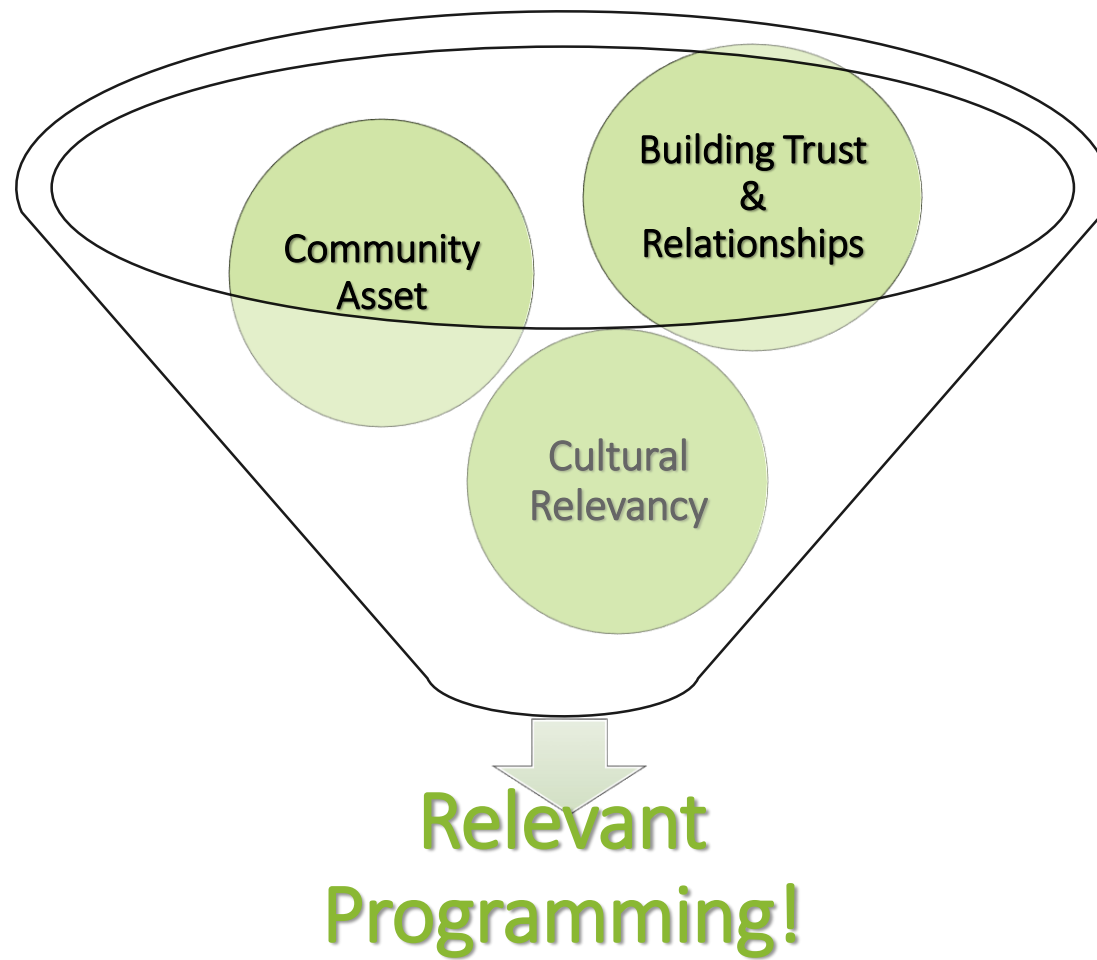 Building Trust
&
Relationships
Community
Asset
Cultural
Relevancy
Relevant
Programming!